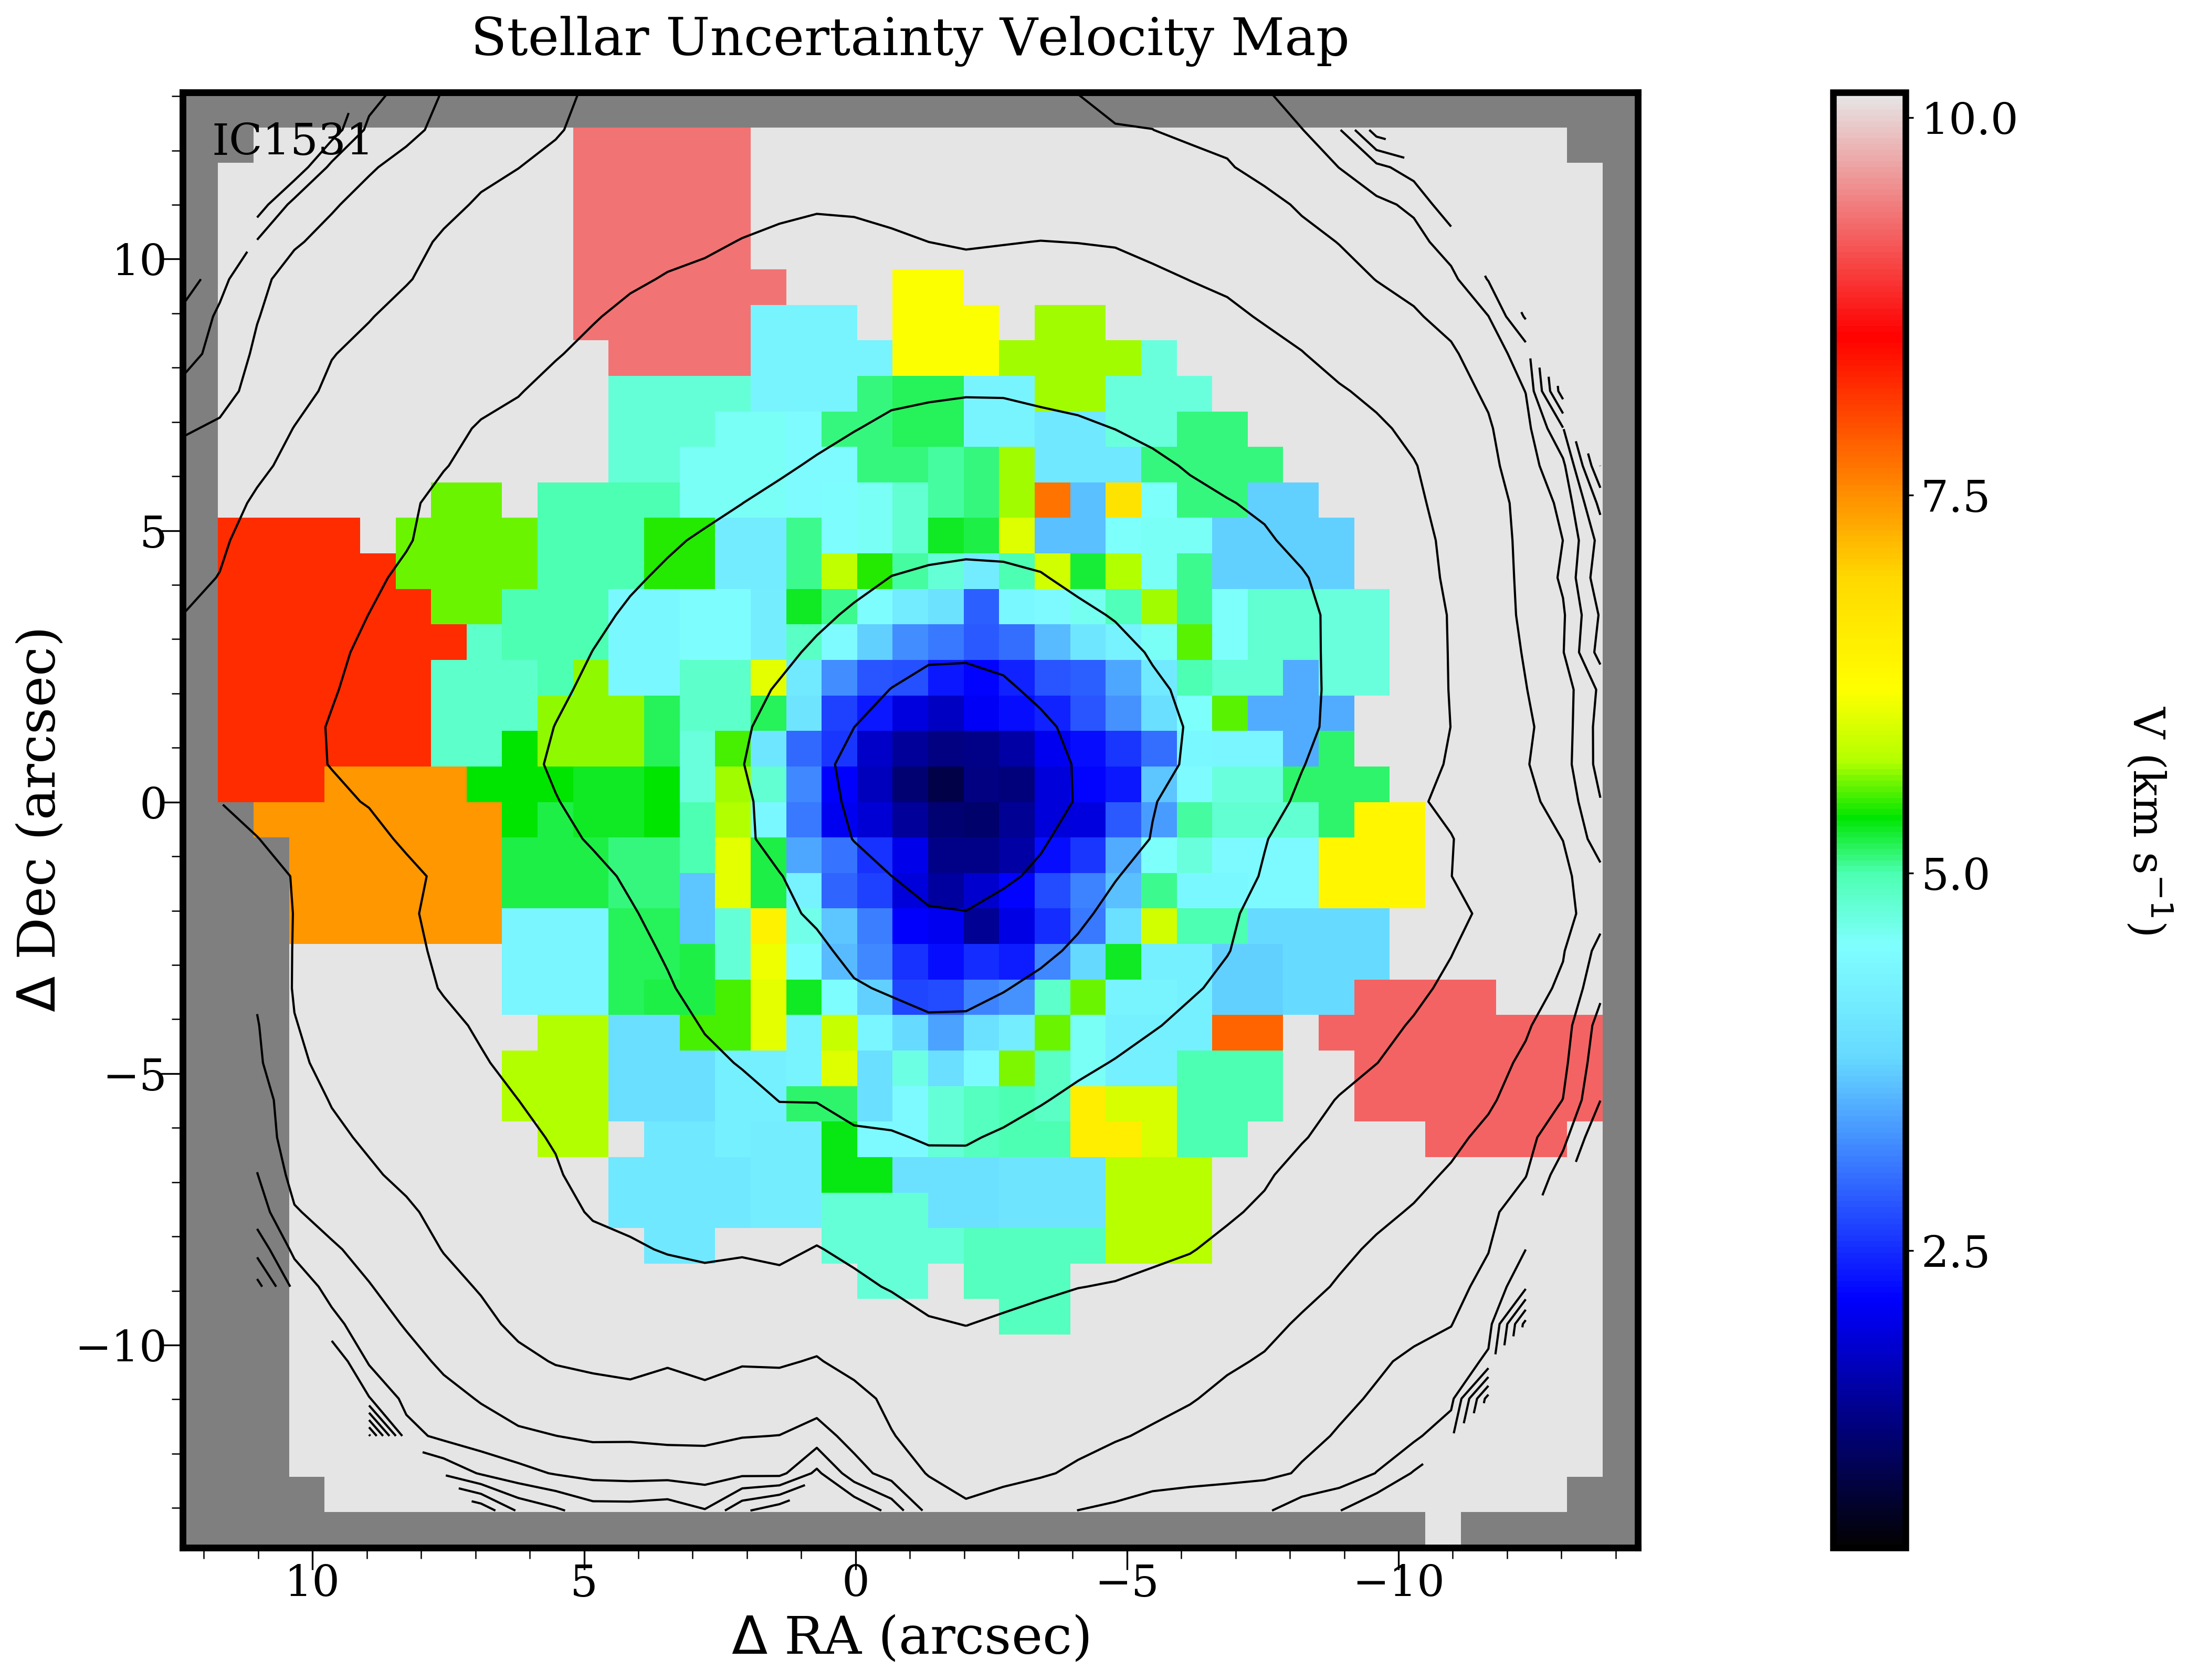 Stellar Uncertainty Velocity Map
IC1531
10
5
0
−5
−10
Δ Dec (arcsec)
10 5 0 −5 −10
Δ RA (arcsec)
10.0
7.5
5.0
2.5
V (km s⁻¹)